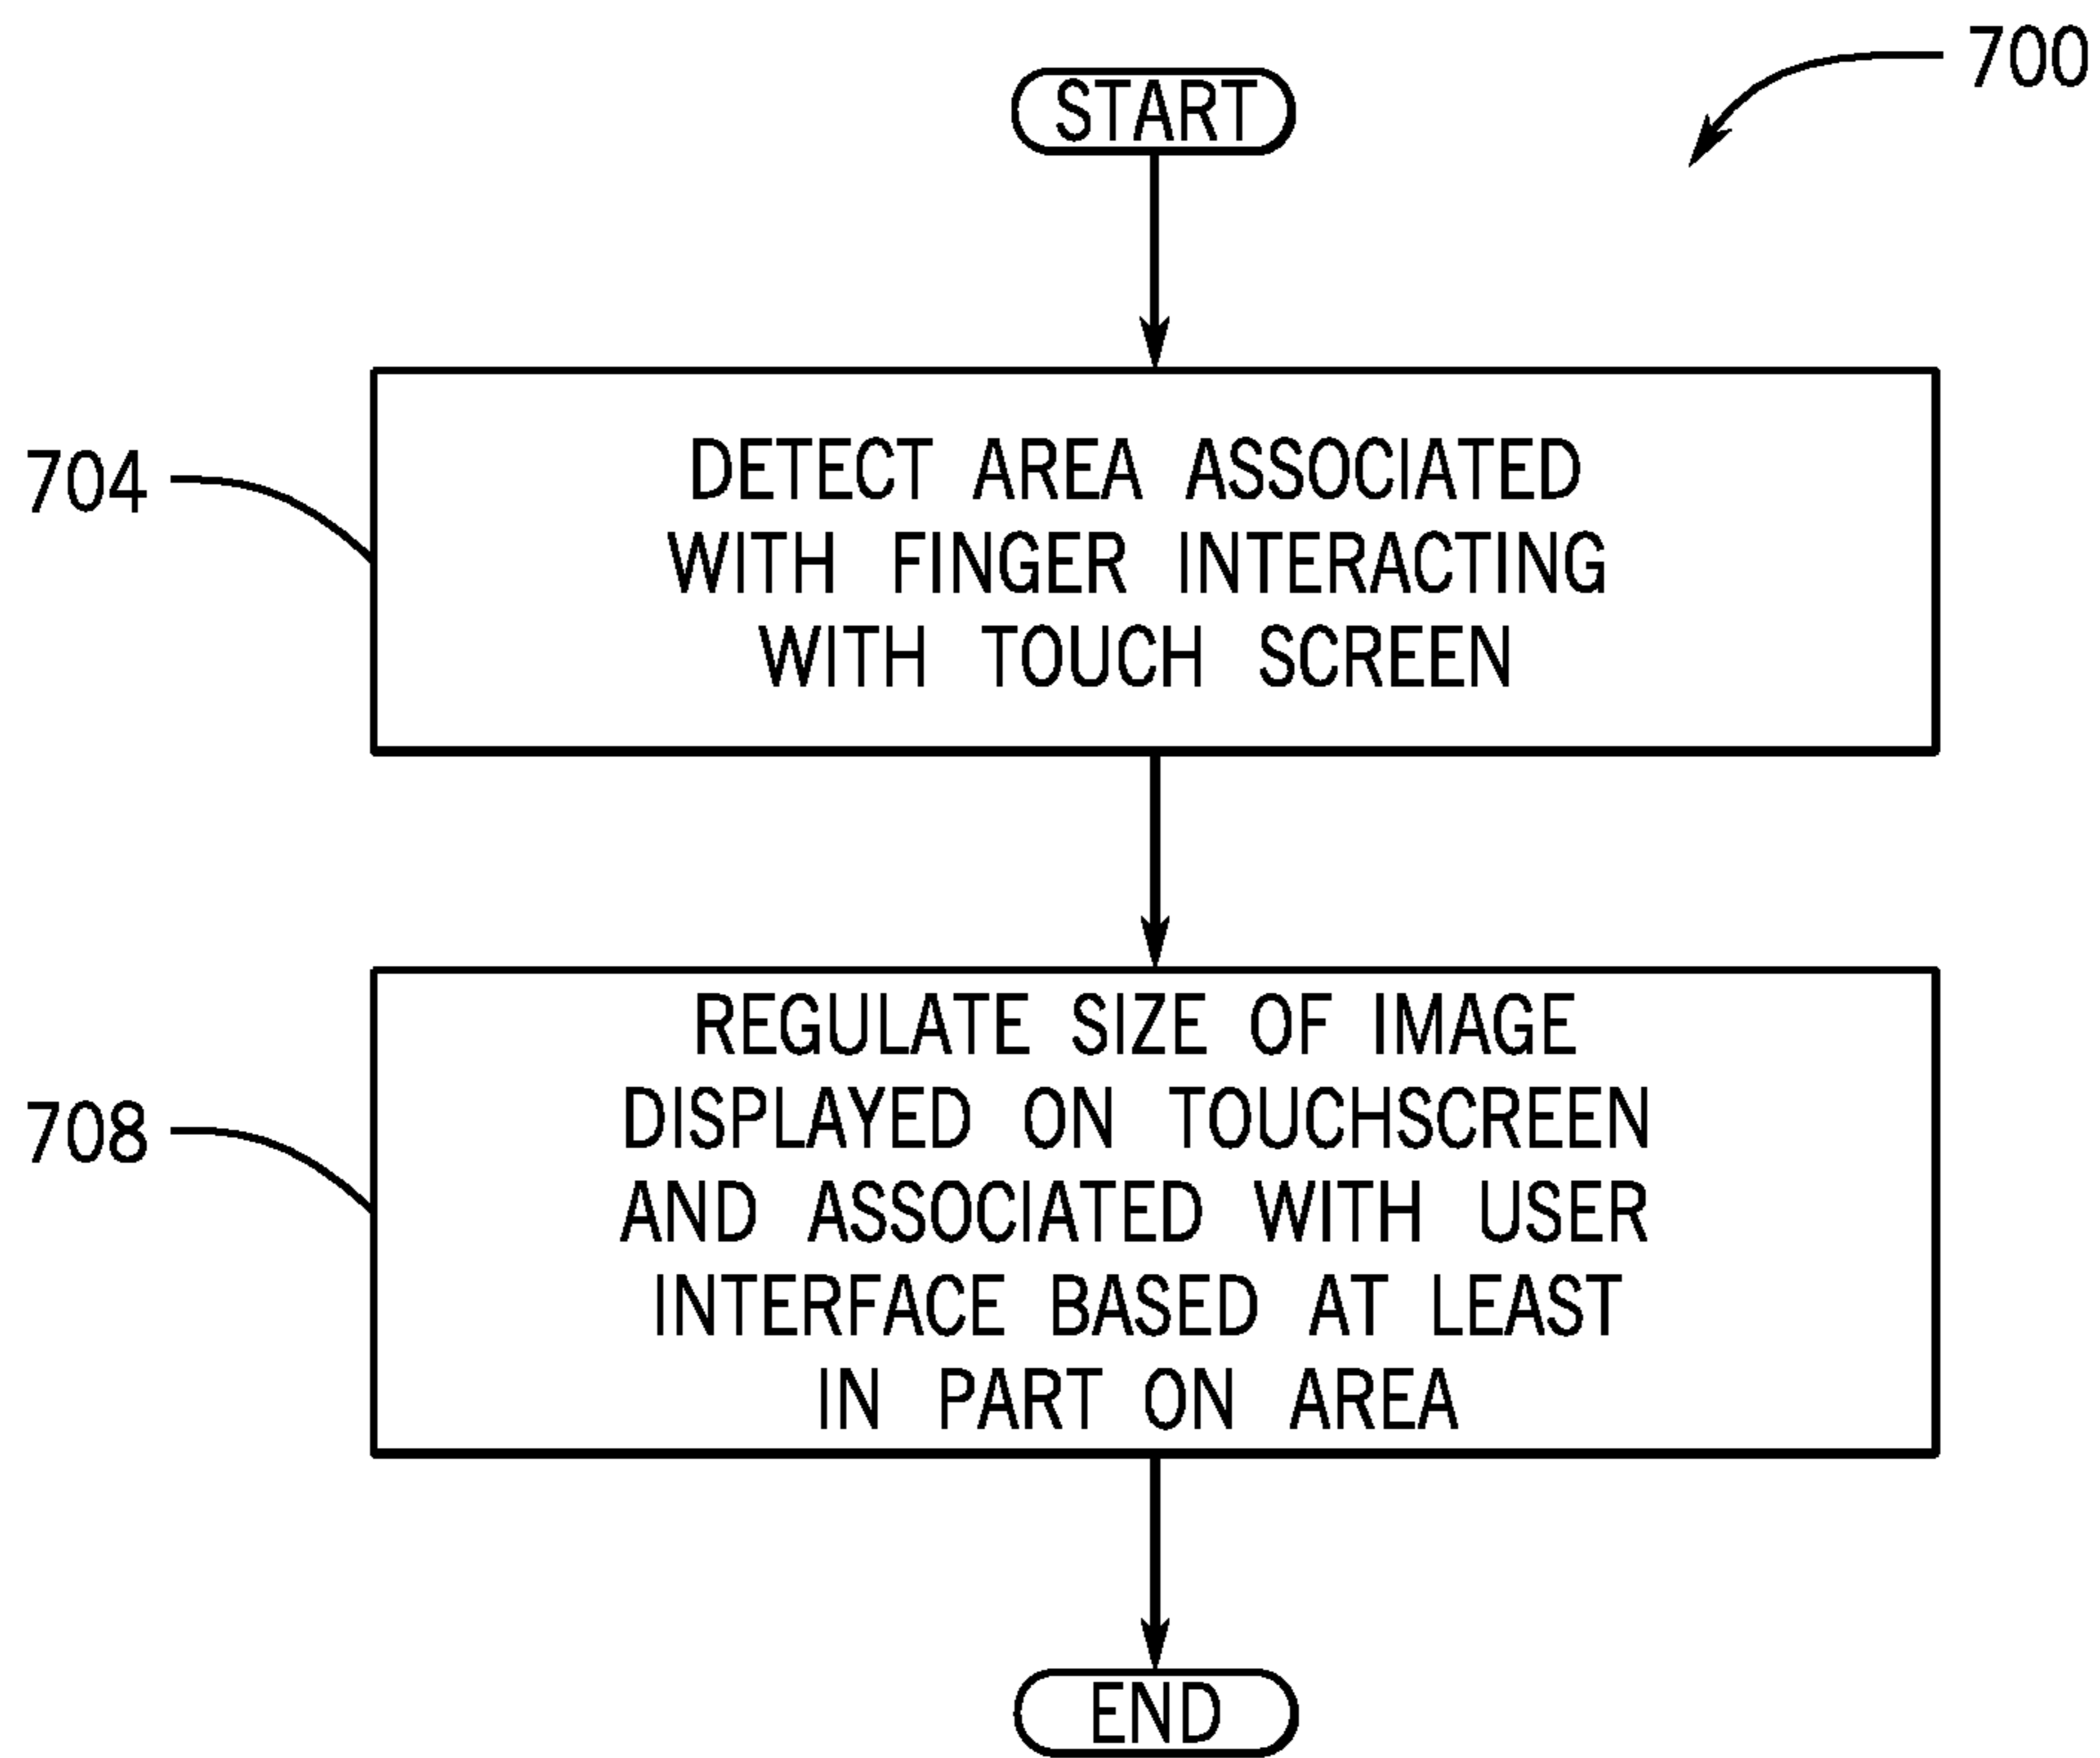 700
START
704
DETECT AREA ASSOCIATED
WITH FINGER INTERACTING
WITH TOUCH SCREEN
708
REGULATE SIZE OF IMAGE
DISPLAYED ON TOUCHSCREEN
AND ASSOCIATED WITH USER
INTERFACE BASED AT LEAST
IN PART ON AREA
END